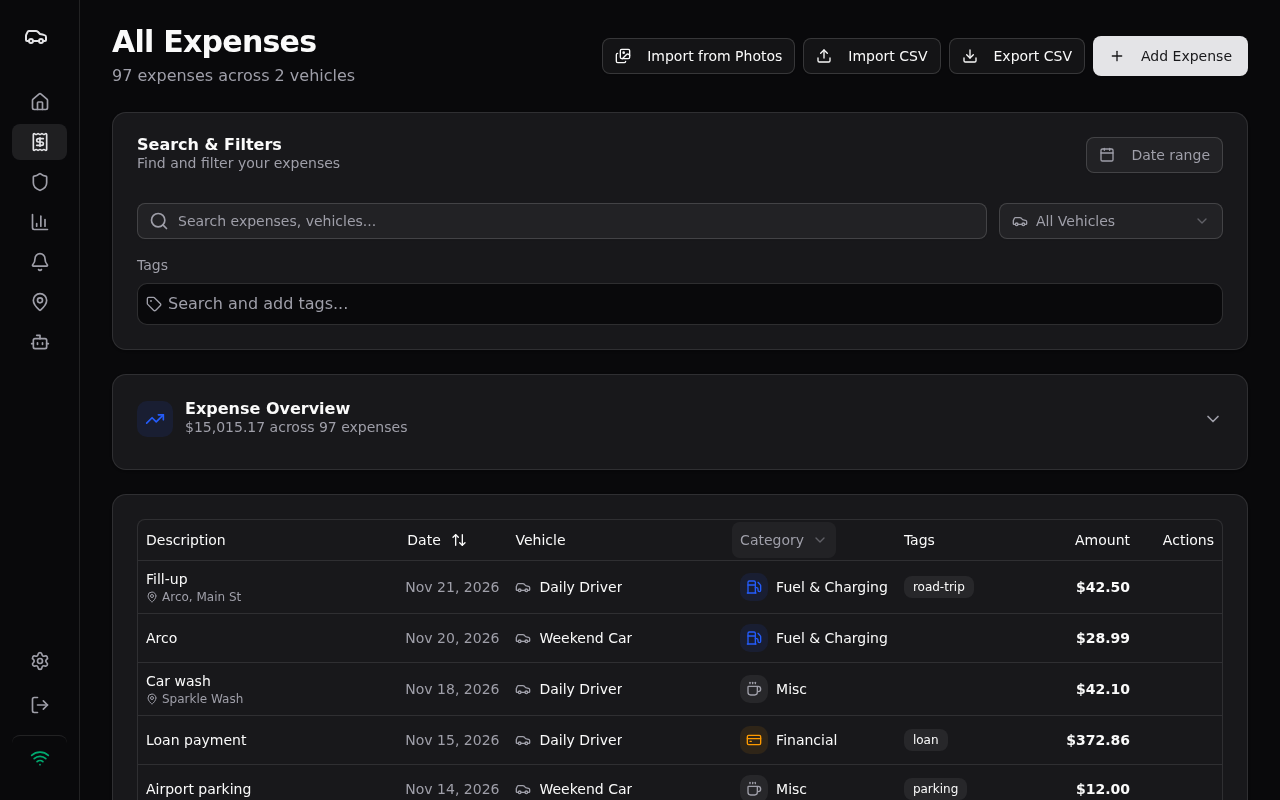 All Expenses
97 expenses across 2 vehicles
Import from Photos
Import CSV
Export CSV
Add Expense
Search & Filters
Find and filter your expenses
Date range
Search expenses, vehicles...
All Vehicles
Tags
Search and add tags...
Expense Overview
$15,015.17 across 97 expenses
Description Date Vehicle Category Tags Amount Actions
Fill-up Nov 21, 2026 Daily Driver Fuel & Charging road-trip $42.50
Arco, Main St
Arco Nov 20, 2026 Weekend Car Fuel & Charging $28.99
Car wash Nov 18, 2026 Daily Driver Misc $42.10
Sparkle Wash
Loan payment Nov 15, 2026 Daily Driver Financial loan $372.86
Airport parking Nov 14, 2026 Weekend Car Misc parking $12.00